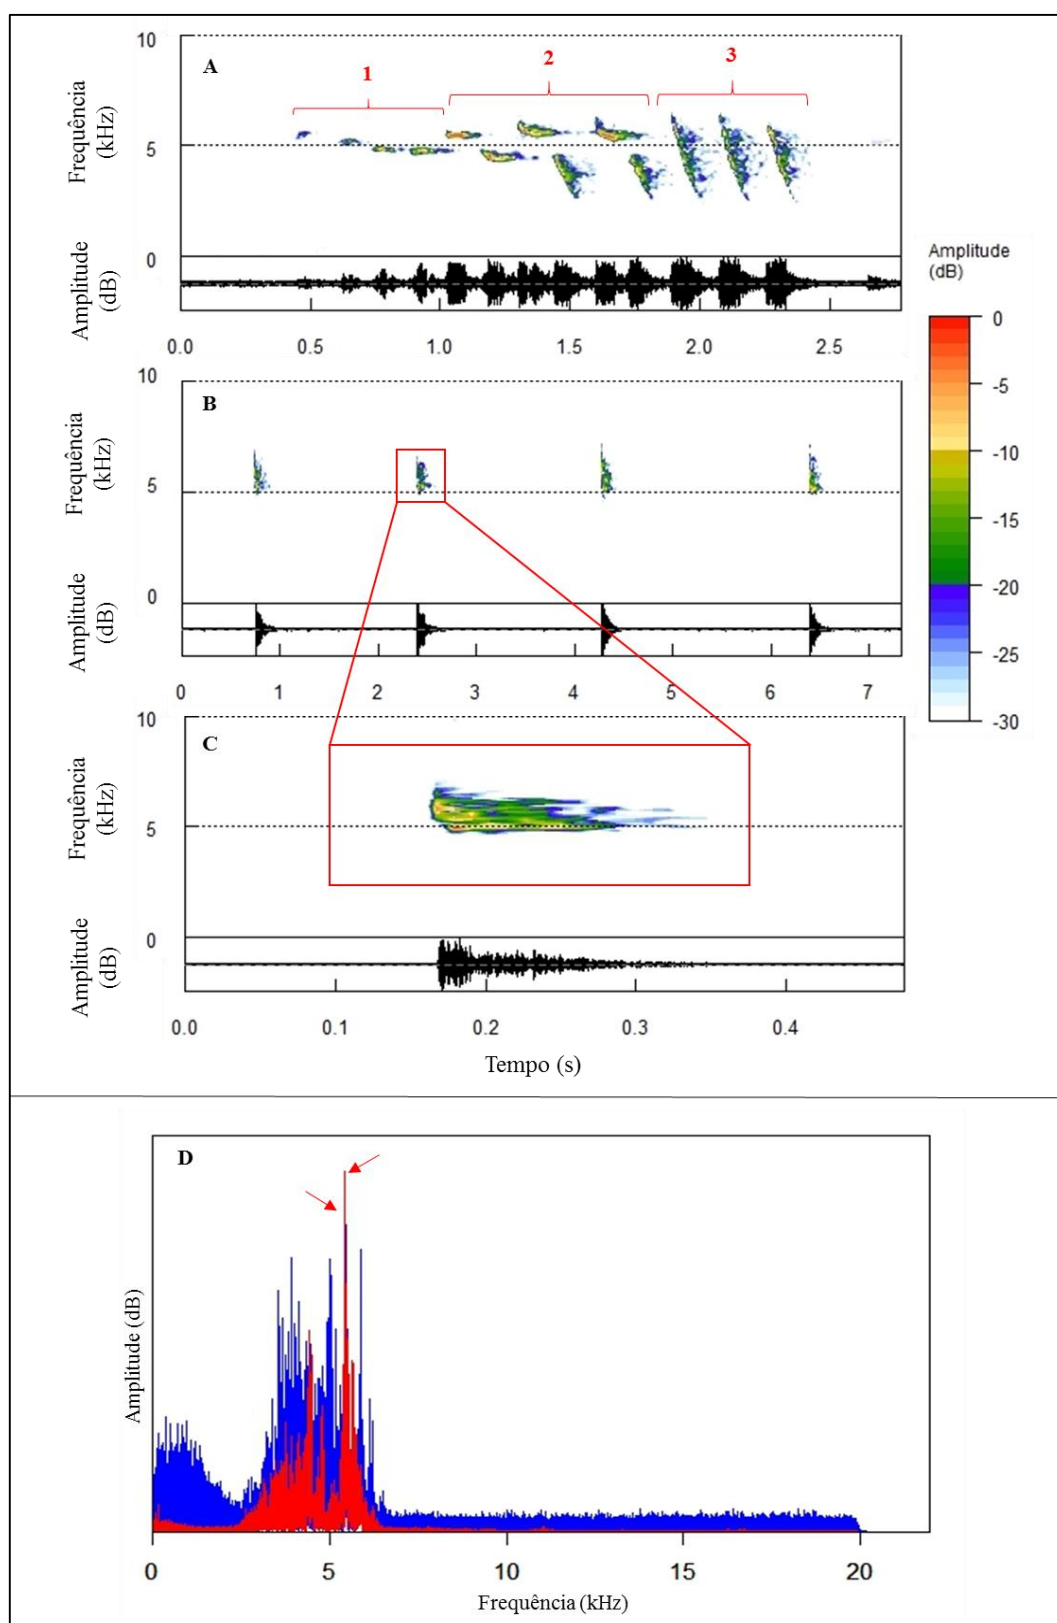 10
A
1
2
3
Frequência
(kHz)
5
0
Amplitude
(dB)
0.0 0.5 1.0 1.5 2.0 2.5
10
B
Frequência
(kHz)
5
0
Amplitude
(dB)
0 1 2 3 4 5 6 7
10
C
Frequência
(kHz)
5
0
Amplitude
(dB)
0.0 0.1 0.2 0.3 0.4
Tempo (s)
Amplitude
(dB)
0
-5
-10
-15
-20
-25
-30
D
Amplitude (dB)
0 5 10 15 20
Frequência (kHz)